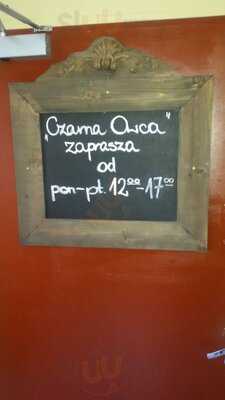 „Czarna Owca"
zaprasza
od
pon-pt. 12⁰⁰-17⁰⁰